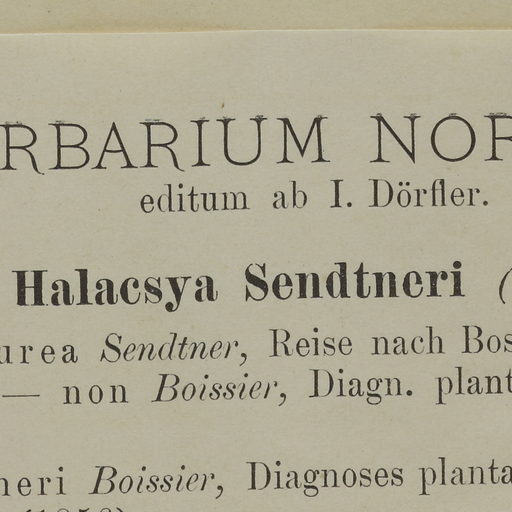 RBARIUM NOR
editum ab I. Dörfler.
Halacsya Sendtneri (
urea Sendtner, Reise nach Bos
— non Boissier, Diagn. plant
neri Boissier, Diagnoses planta